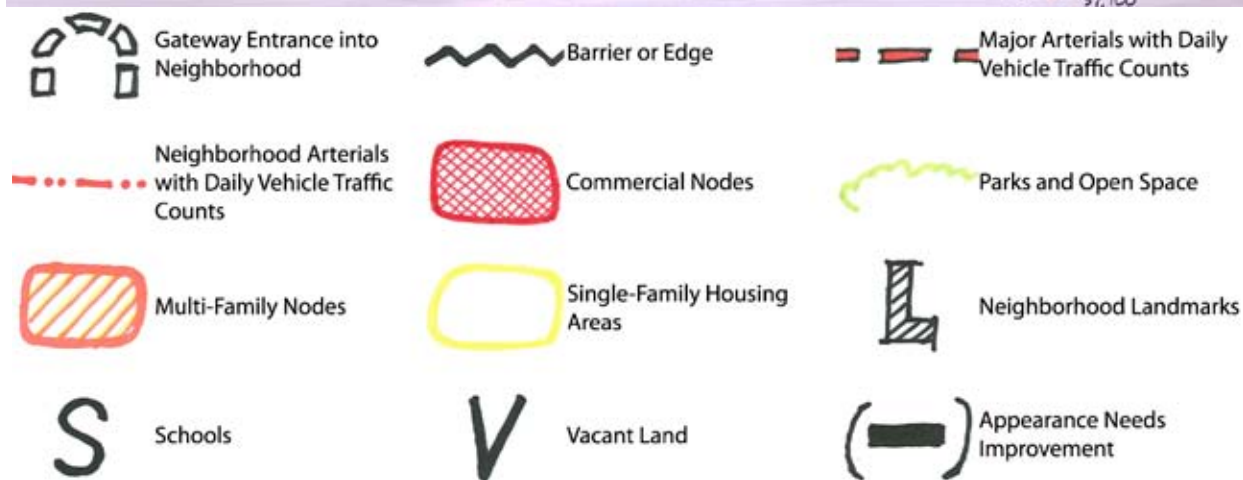 Gateway Entrance into
Neighborhood
Barrier or Edge
Major Arterials with Daily
Vehicle Traffic Counts
Neighborhood Arterials
with Daily Vehicle Traffic
Counts
Commercial Nodes
Parks and Open Space
Multi-Family Nodes
Single-Family Housing
Areas
L
Neighborhood Landmarks
S
Schools
V
Vacant Land
Appearance Needs
Improvement